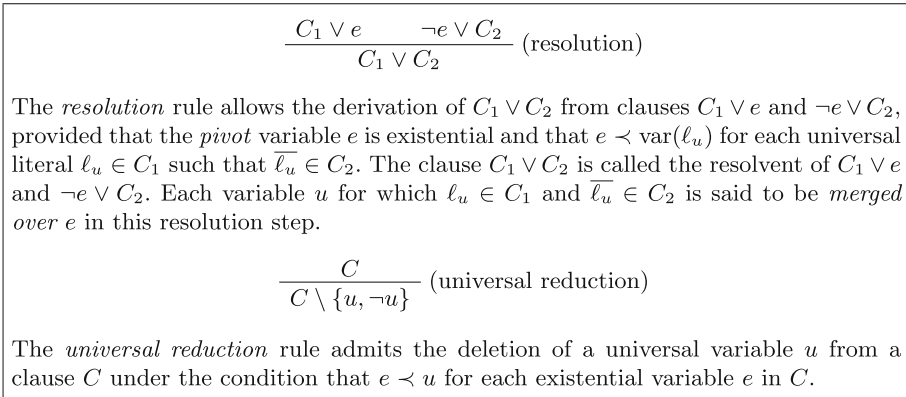 C₁ ∨ e    ¬e ∨ C₂
C₁ ∨ C₂ (resolution)
The resolution rule allows the derivation of C₁ ∨ C₂ from clauses C₁ ∨ e and ¬e ∨ C₂,
provided that the pivot variable e is existential and that e ≺ var(ℓᵤ) for each universal
literal ℓᵤ ∈ C₁ such that ℓᵤ̅ ∈ C₂. The clause C₁ ∨ C₂ is called the resolvent of C₁ ∨ e
and ¬e ∨ C₂. Each variable u for which ℓᵤ ∈ C₁ and ℓᵤ̅ ∈ C₂ is said to be merged
over e in this resolution step.
C
C \ {u, ¬u} (universal reduction)
The universal reduction rule admits the deletion of a universal variable u from a
clause C under the condition that e ≺ u for each existential variable e in C.